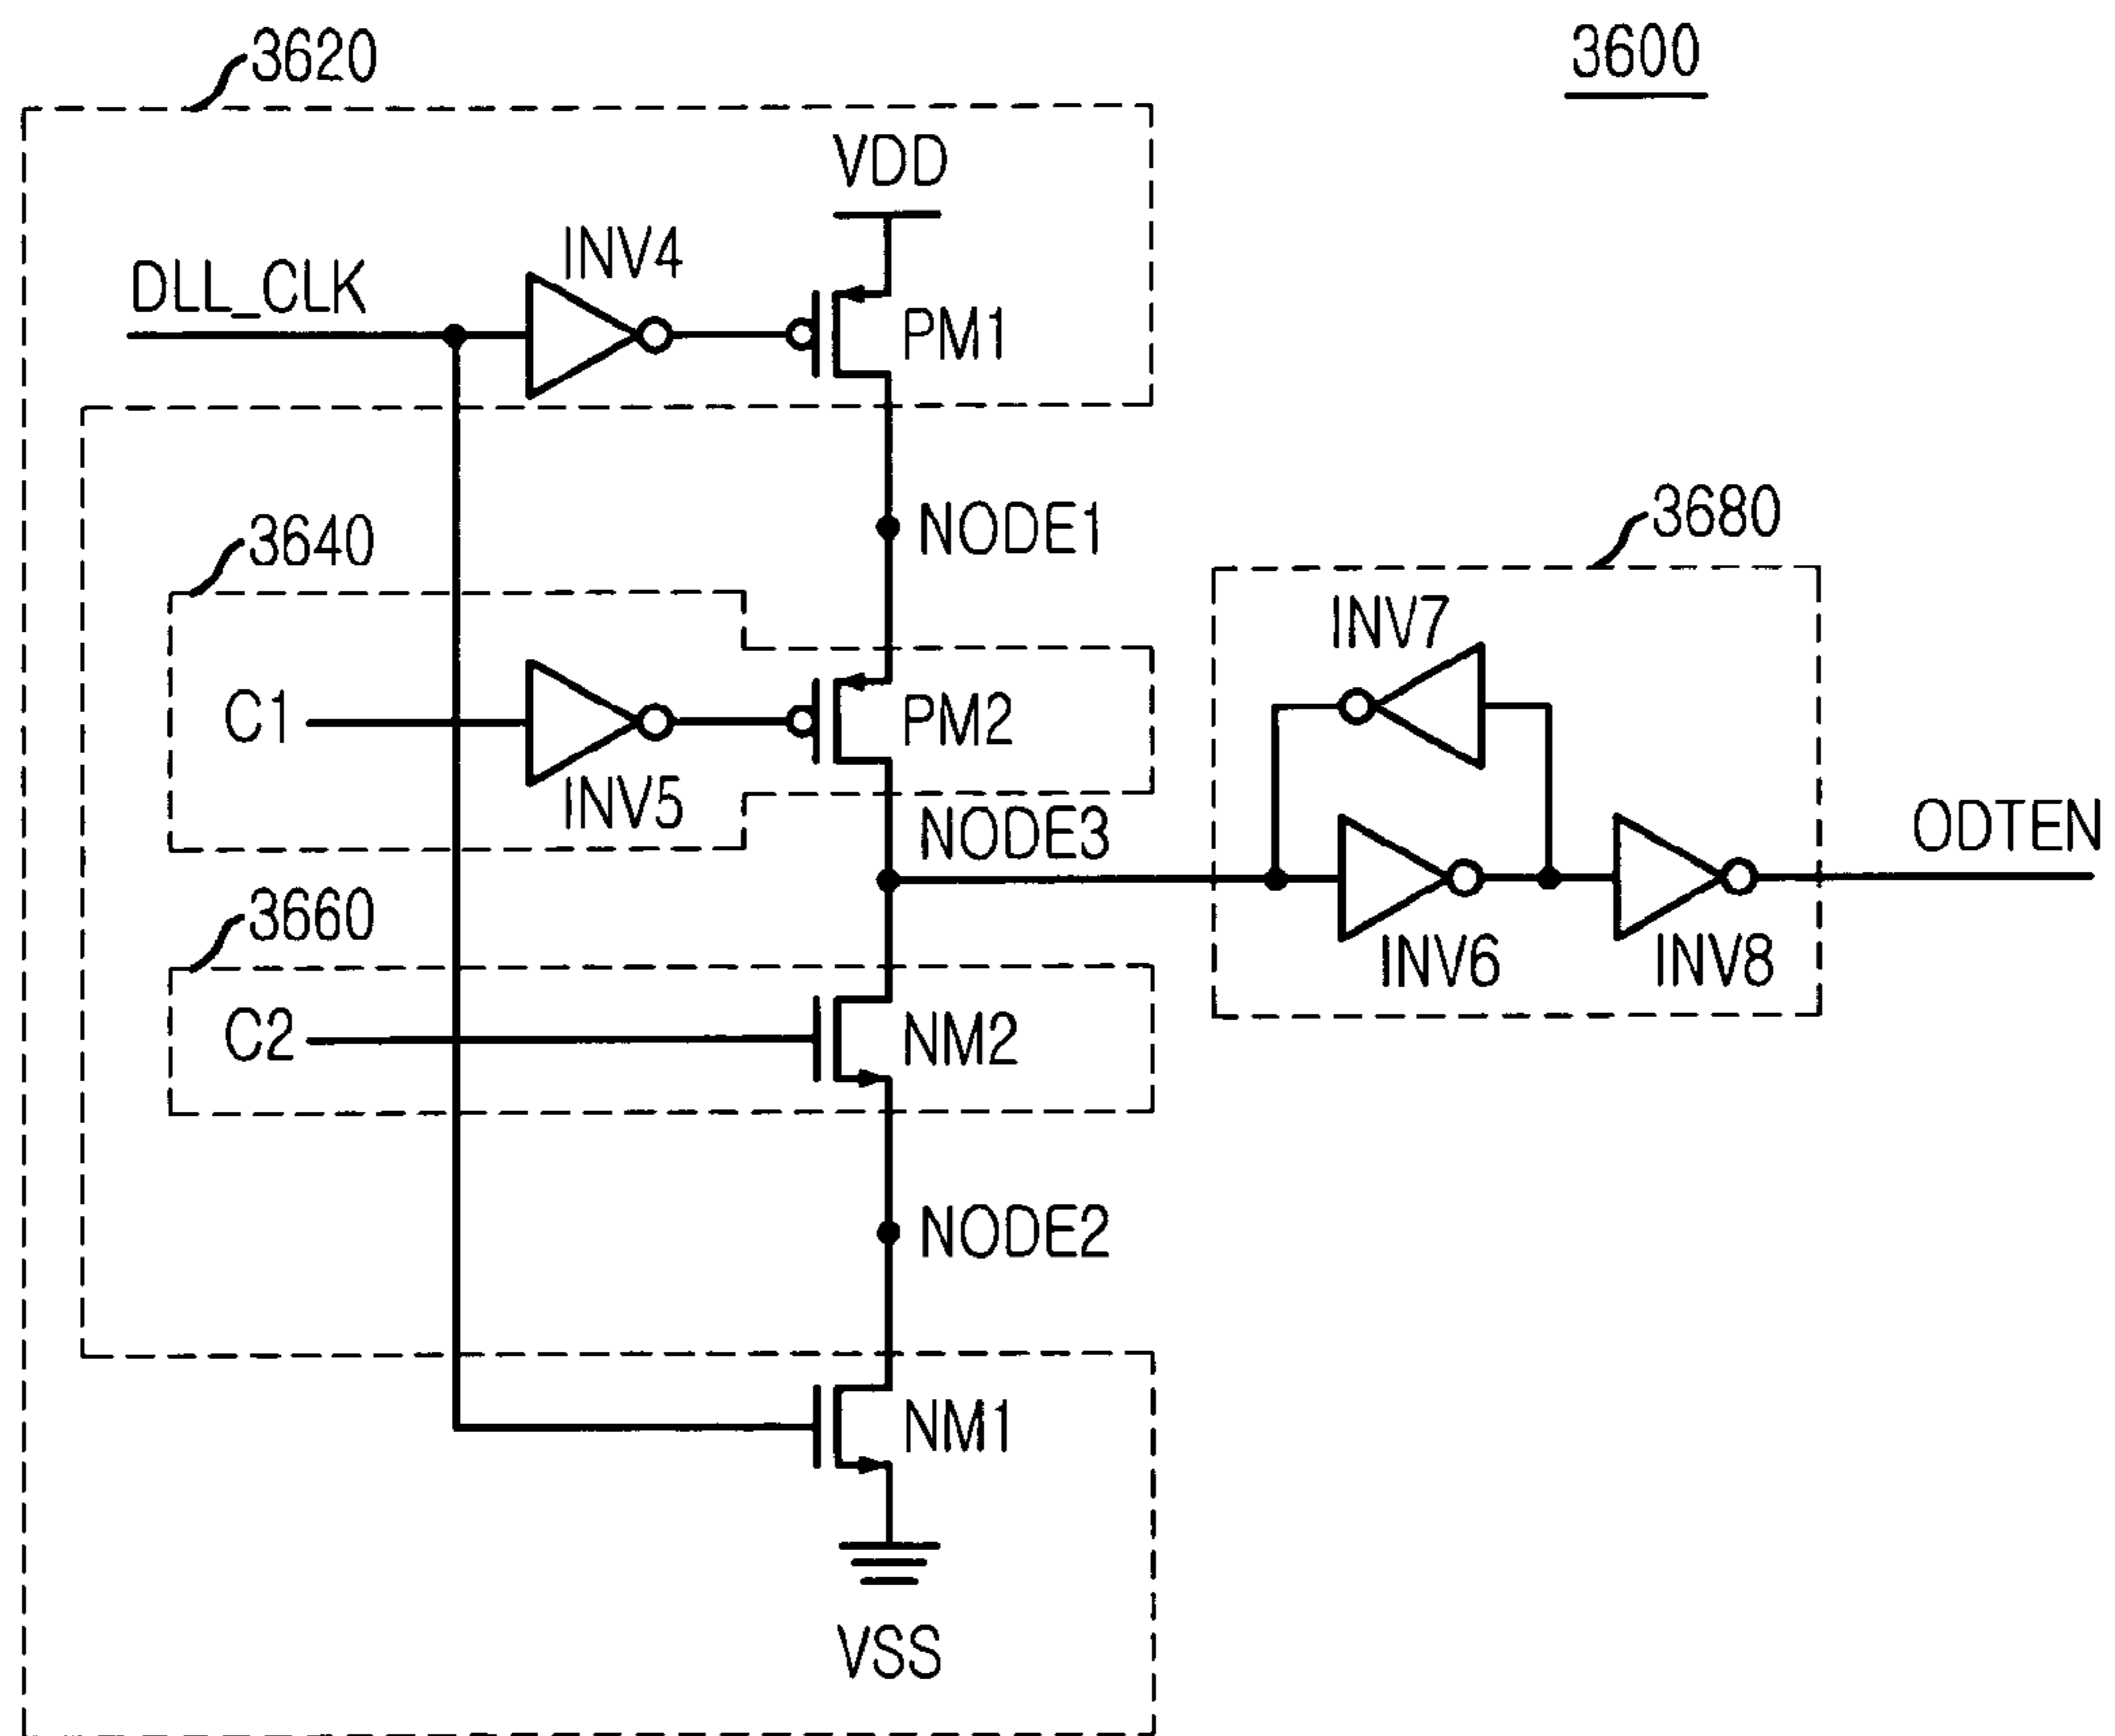 3620
3600
VDD
INV4
DLL_CLK
PM1
NODE1
3640
3680
INV7
C1
PM2
INV5
NODE3
ODTEN
3660
INV6
INV8
C2
NM2
NODE2
NM1
VSS